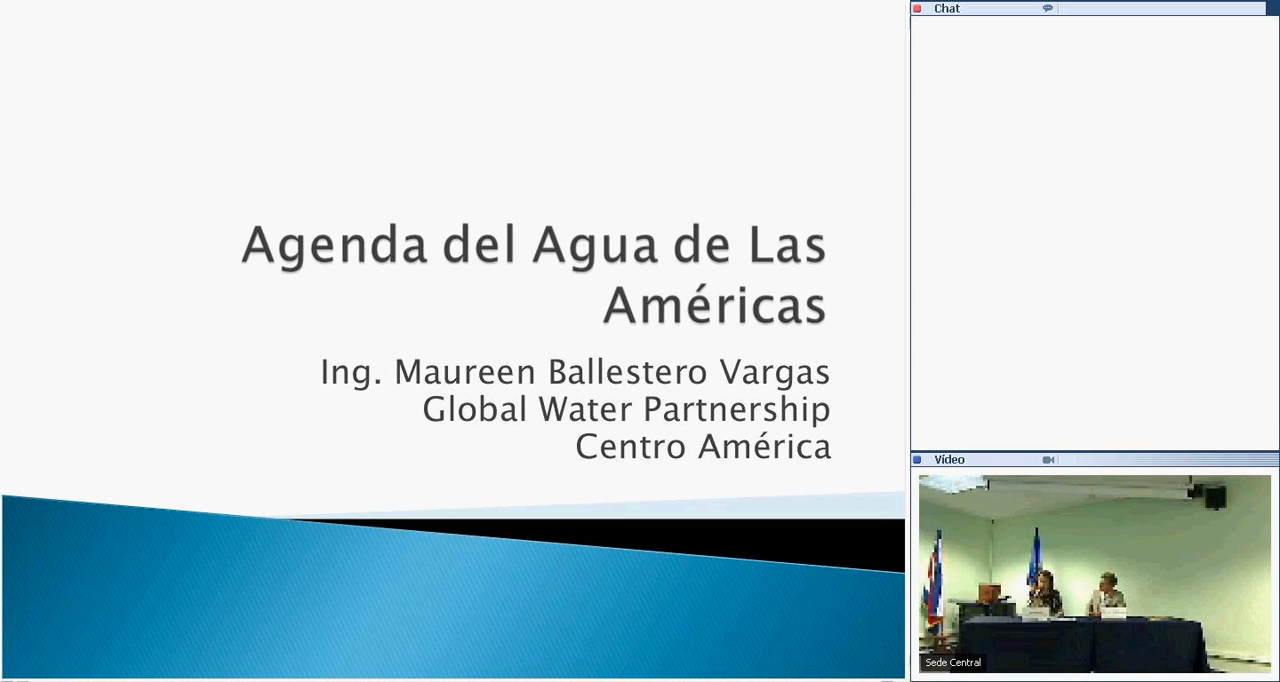 Agenda del Agua de Las
Américas
Ing. Maureen Ballestero Vargas
Global Water Partnership
Centro América
Chat
Vídeo
Sede Central